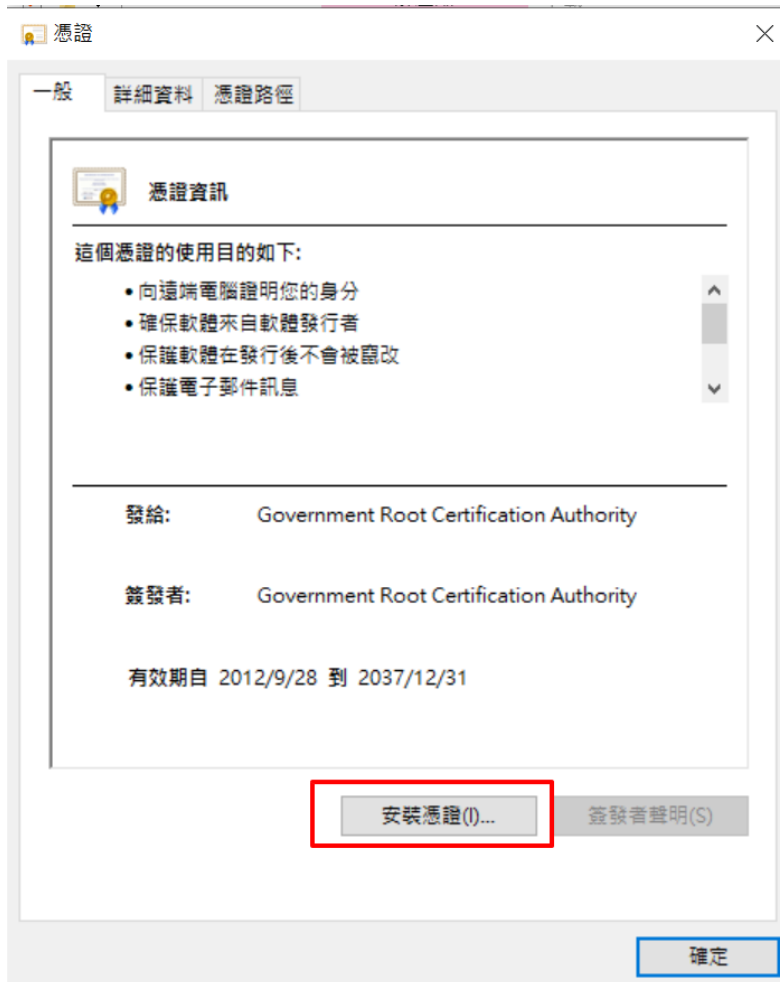 憑證
一般 詳細資料 憑證路徑
憑證資訊
這個憑證的使用目的如下:
• 向遠端電腦證明您的身分
• 確保軟體來自軟體發行者
• 保護軟體在發行後不會被竄改
• 保護電子郵件訊息
發給: Government Root Certification Authority
簽發者: Government Root Certification Authority
有效期自 2012/9/28 到 2037/12/31
安裝憑證(I)... 簽發者聲明(S)
確定